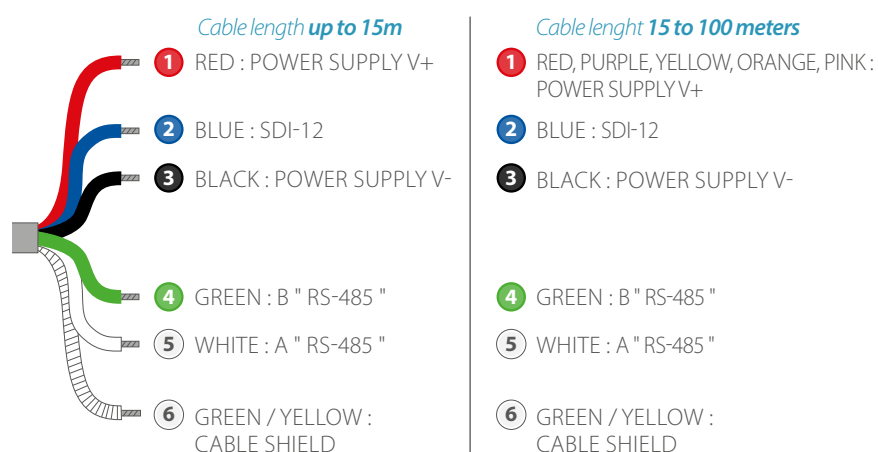 Cable length up to 15m
1 RED : POWER SUPPLY V+
2 BLUE : SDI-12
3 BLACK : POWER SUPPLY V-
4 GREEN : B " RS-485 "
5 WHITE : A " RS-485 "
6 GREEN / YELLOW :
CABLE SHIELD
Cable lenght 15 to 100 meters
1 RED, PURPLE, YELLOW, ORANGE, PINK :
POWER SUPPLY V+
2 BLUE : SDI-12
3 BLACK : POWER SUPPLY V-
4 GREEN : B " RS-485 "
5 WHITE : A " RS-485 "
6 GREEN / YELLOW :
CABLE SHIELD